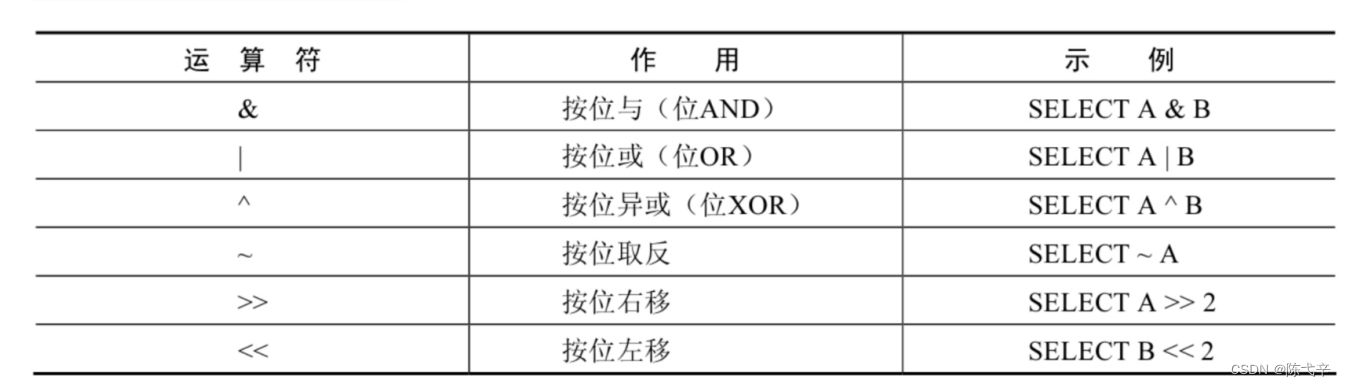 运 算 符 作 用 示 例
& 按位与（位AND） SELECT A & B
| 按位或（位OR） SELECT A | B
^ 按位异或（位XOR） SELECT A ^ B
~ 按位取反 SELECT ~ A
>> 按位右移 SELECT A >> 2
<< 按位左移 SELECT B << 2
CSDN @陈戈辛